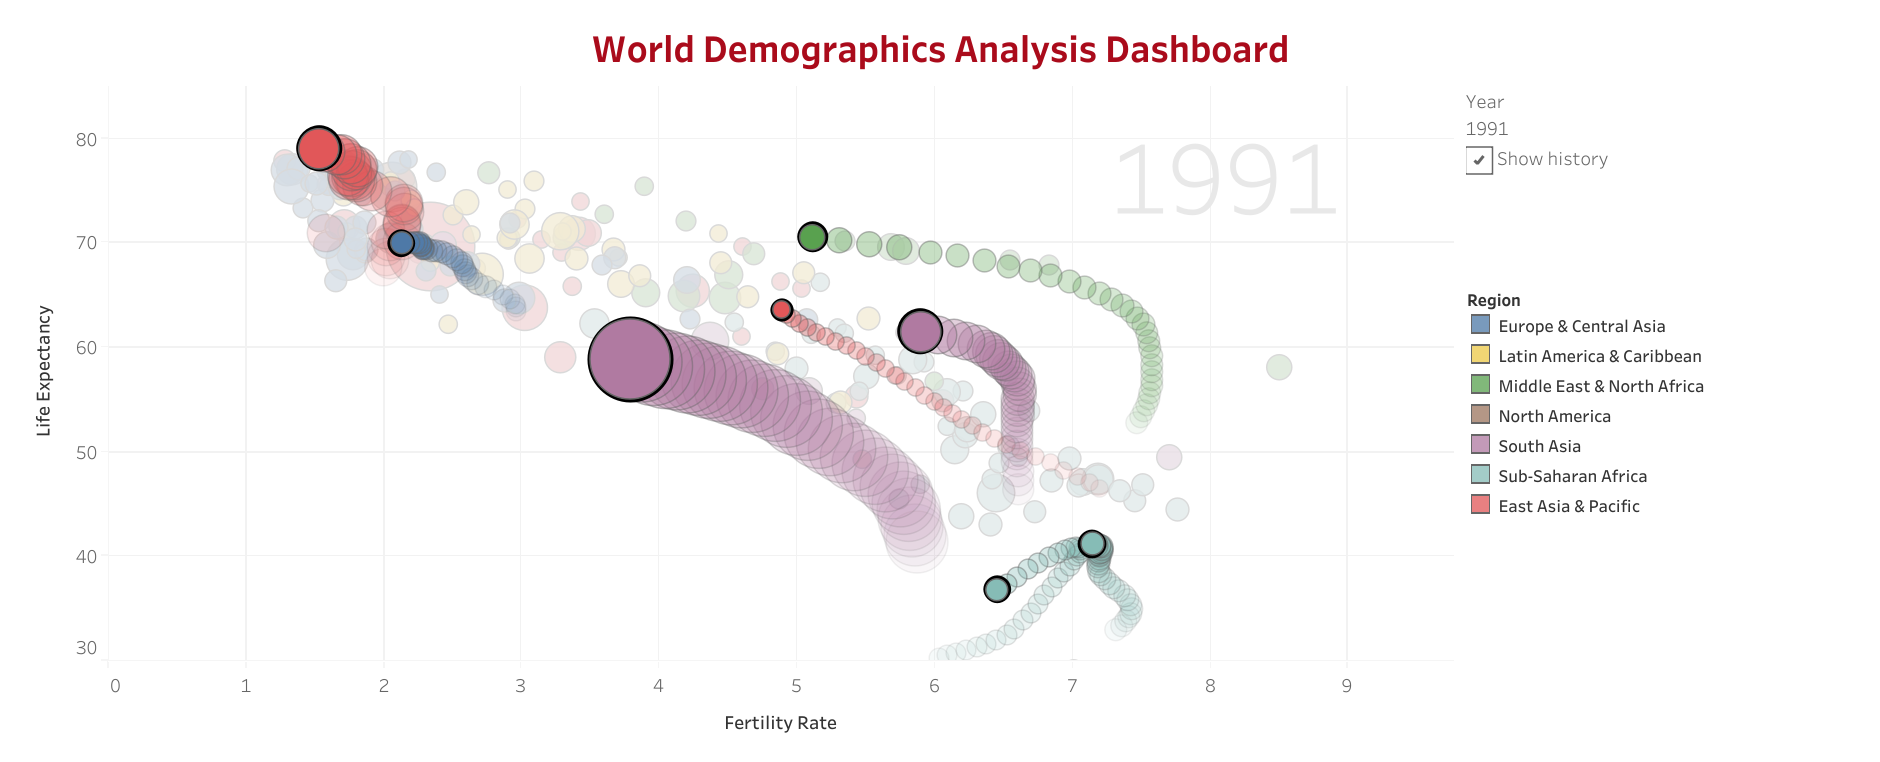 World Demographics Analysis Dashboard
Year
1991
Show history
1991
80
70
60
50
40
30
Life Expectancy
0 1 2 3 4 5 6 7 8 9
Fertility Rate
Region
Europe & Central Asia
Latin America & Caribbean
Middle East & North Africa
North America
South Asia
Sub-Saharan Africa
East Asia & Pacific